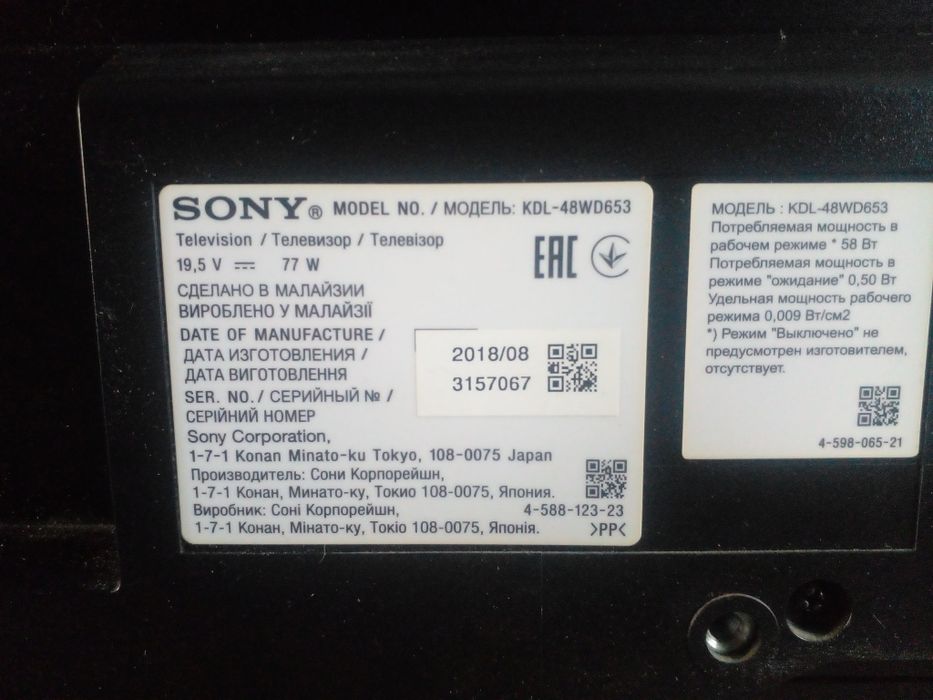 SONY® MODEL NO. / МОДЕЛЬ: KDL-48WD653
Television / Телевизор / Телевізор
19,5 V ⎓ 77 W
EAC
СДЕЛАНО В МАЛАЙЗИИ
ВИРОБЛЕНО У МАЛАЙЗІЇ
DATE OF MANUFACTURE /
ДАТА ИЗГОТОВЛЕНИЯ /
ДАТА ВИГОТОВЛЕННЯ
2018/08
SER. NO. / СЕРИЙНЫЙ № /
СЕРІЙНИЙ НОМЕР
3157067
Sony Corporation,
1-7-1 Konan Minato-ku Tokyo, 108-0075 Japan
Производитель: Сони Корпорейшн,
1-7-1 Конан, Минато-ку, Токио 108-0075, Япония.
Виробник: Соні Корпорейшн,
4-588-123-23
1-7-1 Конан, Мінато-ку, Токіо 108-0075, Японія.
>PP<
МОДЕЛЬ : KDL-48WD653
Потребляемая мощность в
рабочем режиме * 58 Вт
Потребляемая мощность в
режиме "ожидание" 0,50 Вт
Удельная мощность рабочего
режима 0,009 Вт/см2
*) Режим "Выключено" не
предусмотрен изготовителем,
отсутствует.
4-598-065-21